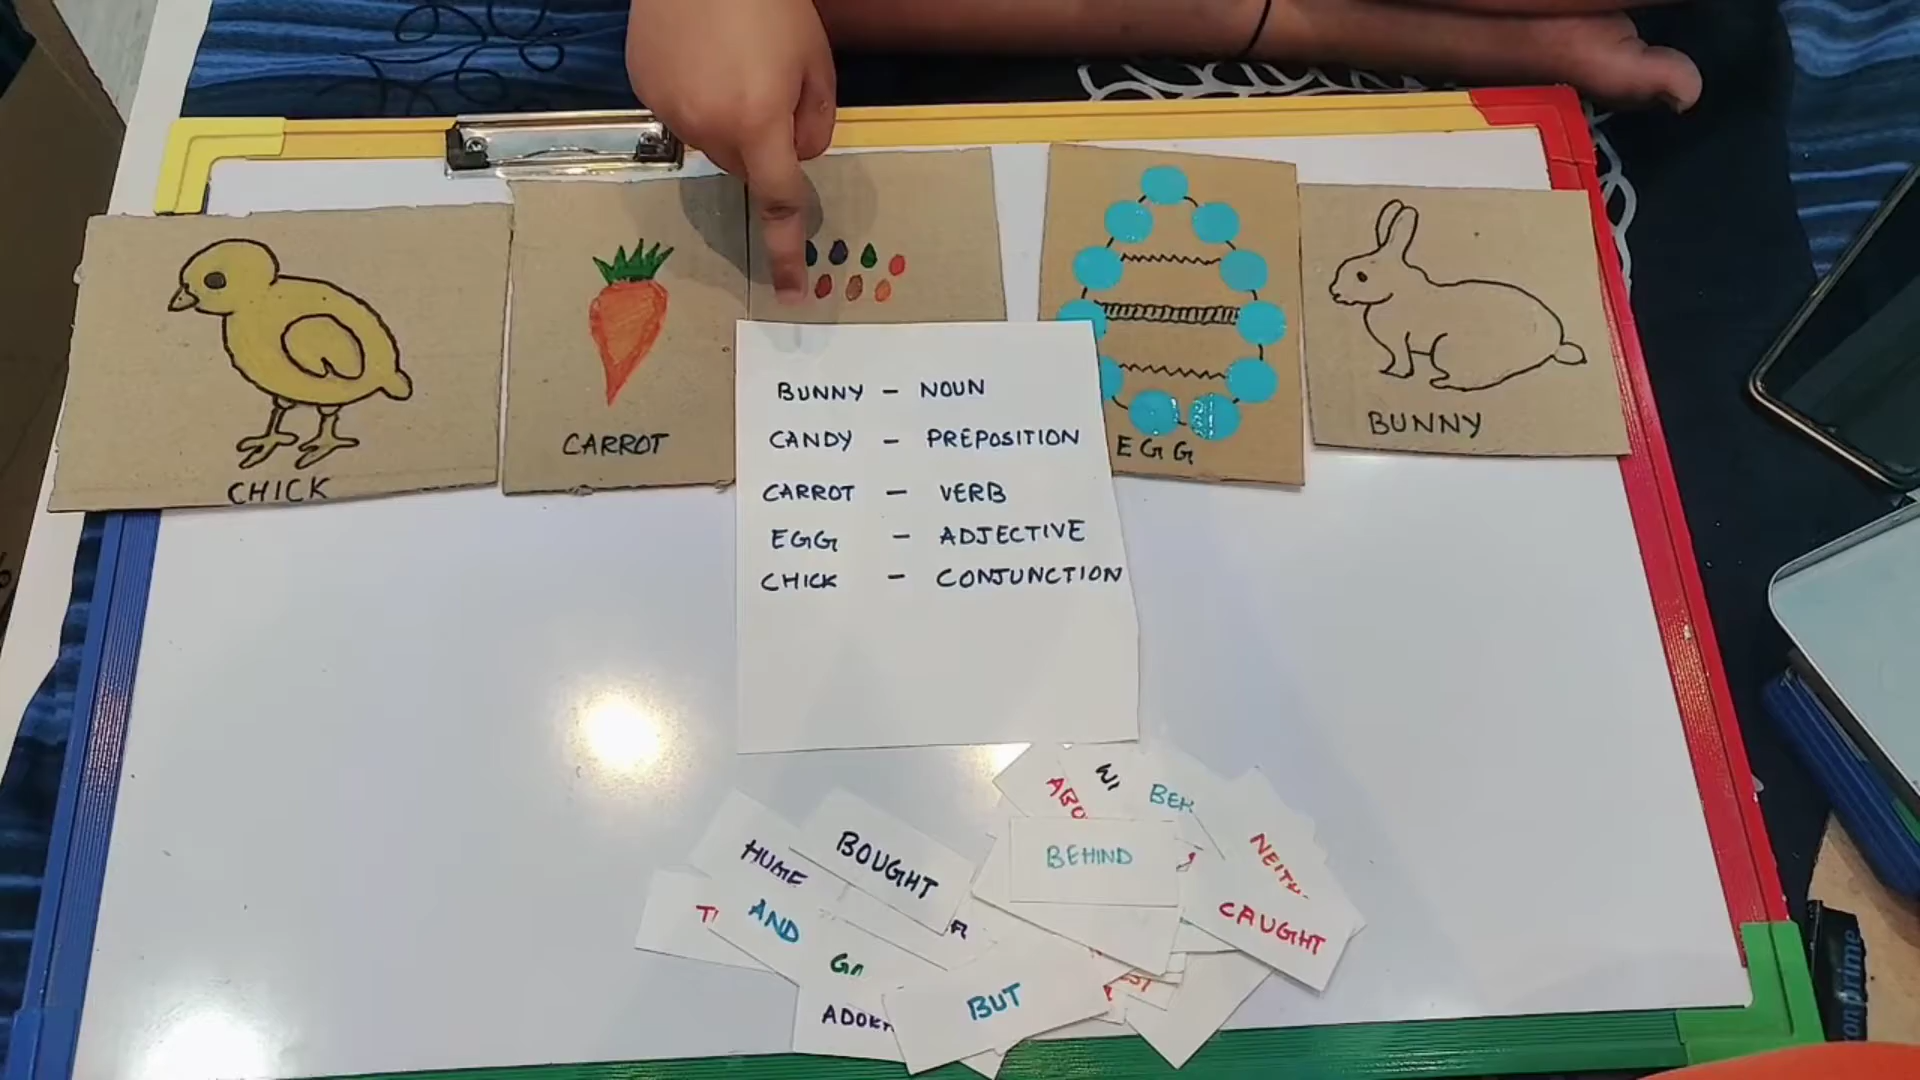 CHICK
CARROT
EGG
BUNNY
BUNNY - NOUN
CANDY - PREPOSITION
CARROT - VERB
EGG - ADJECTIVE
CHICK - CONJUNCTION
BEHIND
BOUGHT
HUGE
CAUGHT
AND
BUT